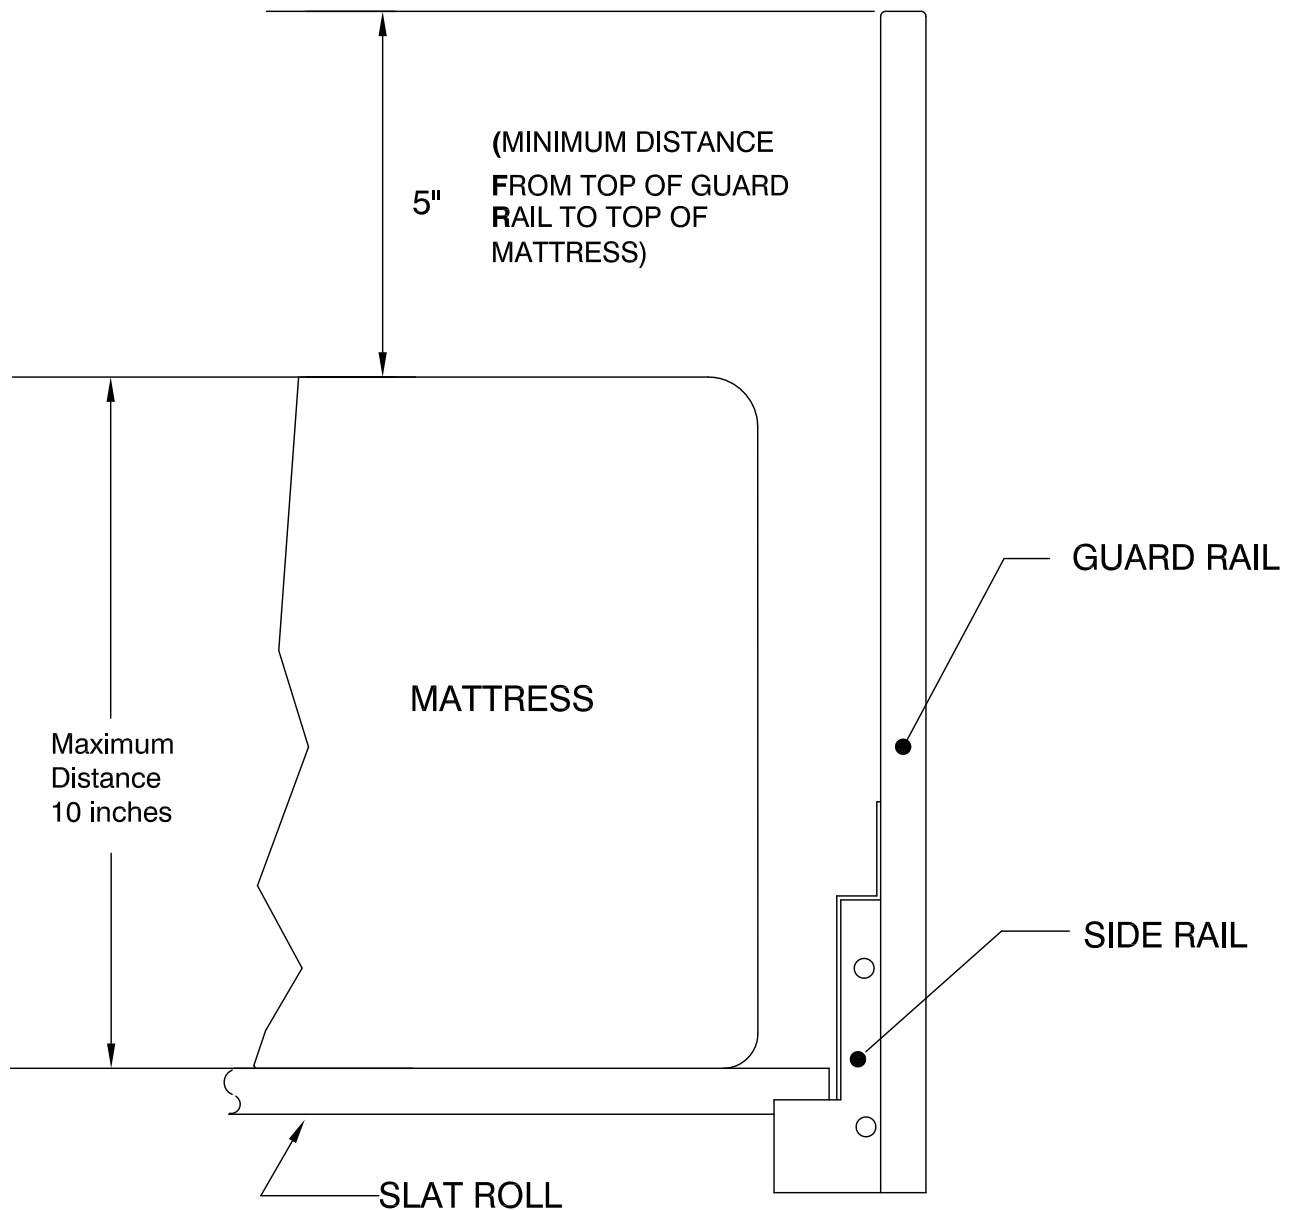 (MINIMUM DISTANCE
FROM TOP OF GUARD
5"
RAIL TO TOP OF
MATTRESS)
GUARD RAIL
MATTRESS
Maximum
Distance
10 inches
SIDE RAIL
SLAT ROLL